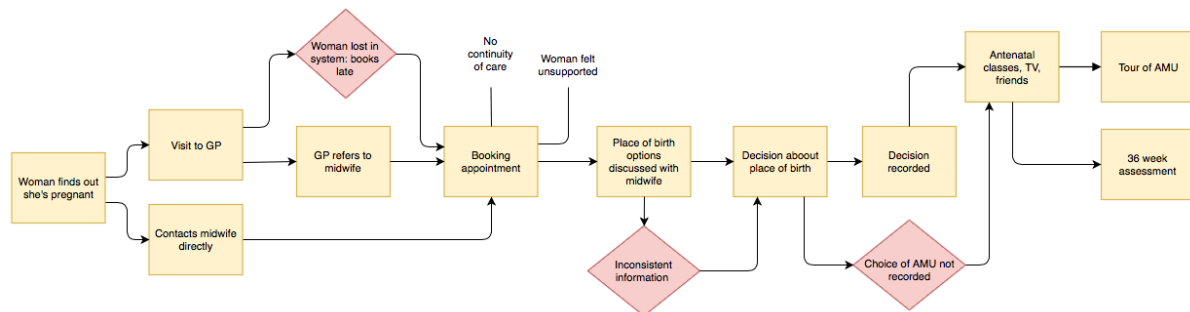 Woman finds out
she's pregnant
Visit to GP
Contacts midwife
directly
Woman lost in
system: books
late
GP refers to
midwife
No
continuity
of care
Woman felt
unsupported
Booking
appointment
Place of birth
options
discussed with
midwife
Inconsistent
information
Decision aboout
place of birth
Decision
recorded
Choice of AMU not
recorded
Antenatal
classes, TV,
friends
Tour of AMU
36 week
assessment